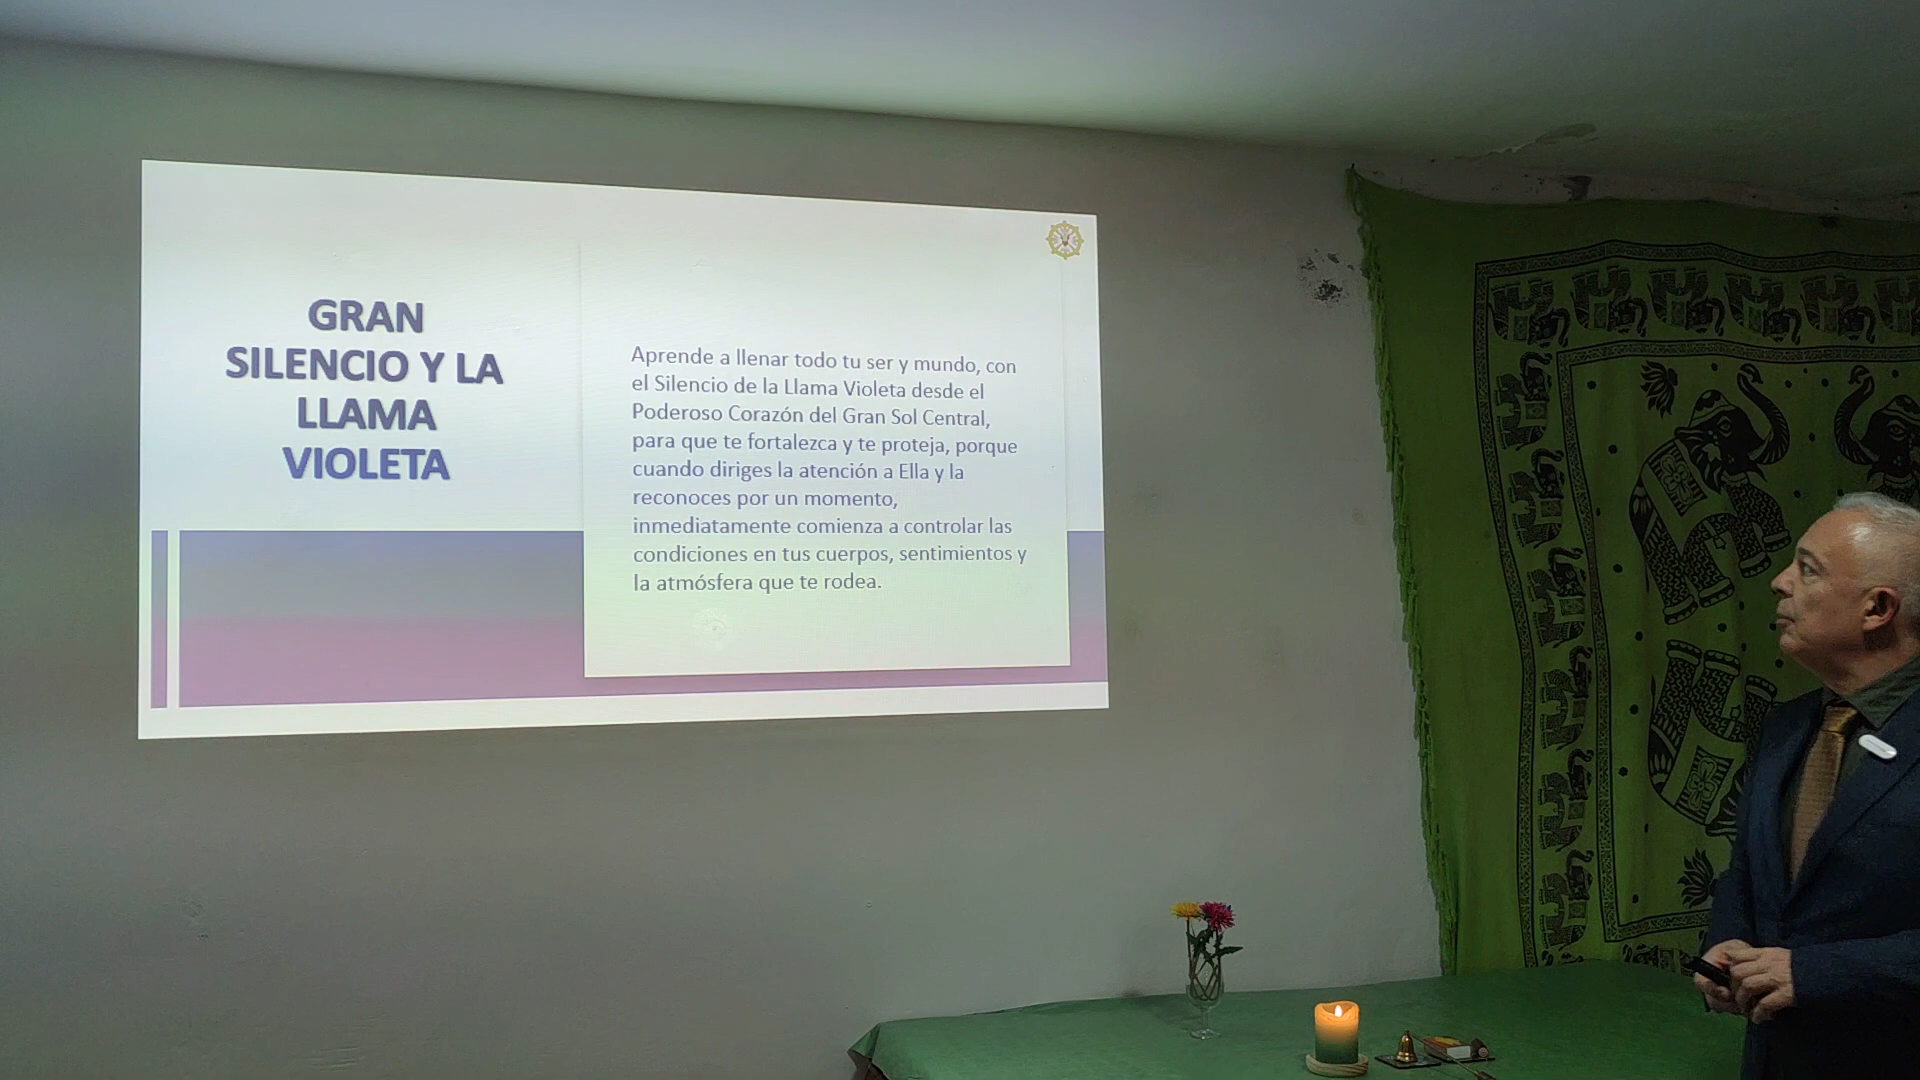 GRAN
SILENCIO Y LA
LLAMA
VIOLETA
Aprende a llenar todo tu ser y mundo, con
el Silencio de la Llama Violeta desde el
Poderoso Corazón del Gran Sol Central,
para que te fortalezca y te proteja, porque
cuando diriges la atención a Ella y la
reconoces por un momento,
inmediatamente comienza a controlar las
condiciones en tus cuerpos, sentimientos y
la atmósfera que te rodea.